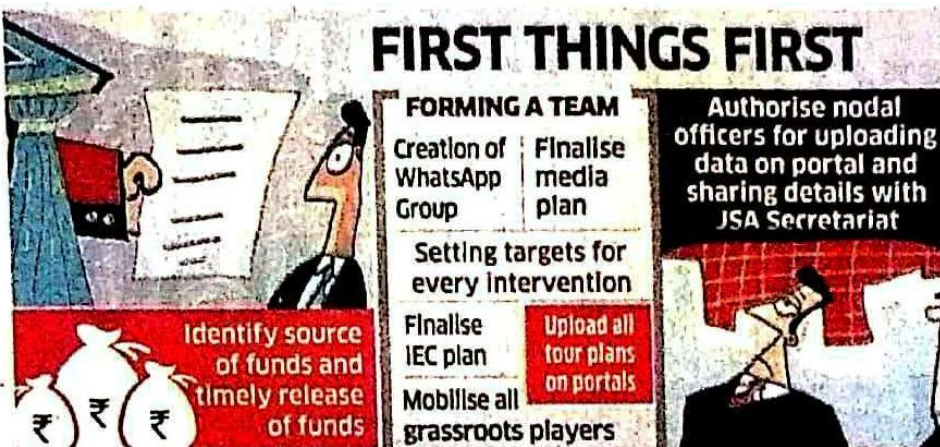 FIRST THINGS FIRST
FORMING A TEAM
Creation of
WhatsApp
Group
Finalise
media
plan
Setting targets for
every intervention
Finalise
IEC plan
Upload all
tour plans
on portals
Mobilise all
grassroots players
Authorise nodal
officers for uploading
data on portal and
sharing details with
JSA Secretariat
Identify source
of funds and
timely release
of funds
₹
₹
₹